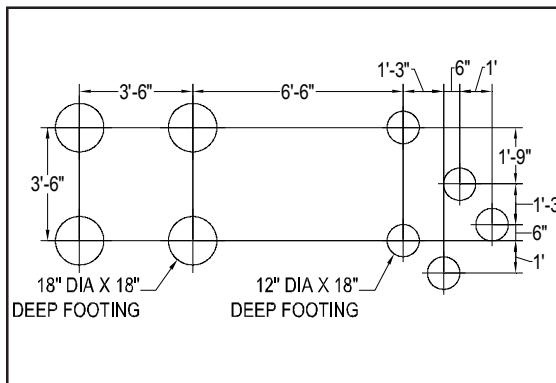 1'-3"
6"
1'
3'-6"
6'-6"
1'-9"
3'-6"
1'-3
6"
1'
18" DIA X 18"
DEEP FOOTING
12" DIA X 18"
DEEP FOOTING